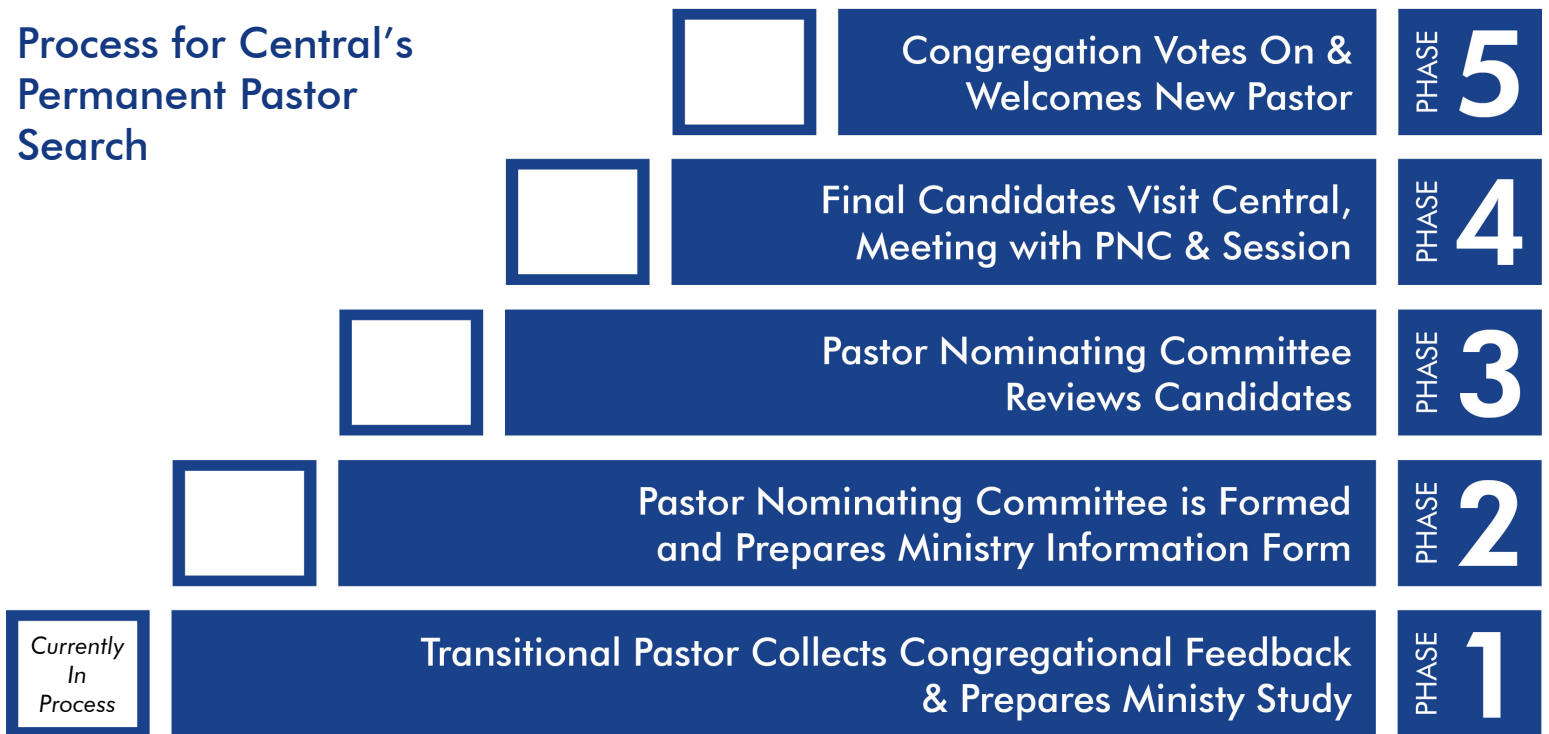 Process for Central's
Permanent Pastor
Search
Congregation Votes On &
Welcomes New Pastor
PHASE 5
Final Candidates Visit Central,
Meeting with PNC & Session
PHASE 4
Pastor Nominating Committee
Reviews Candidates
PHASE 3
Pastor Nominating Committee is Formed
and Prepares Ministry Information Form
PHASE 2
Currently
In
Process
Transitional Pastor Collects Congregational Feedback
& Prepares Ministy Study
PHASE 1